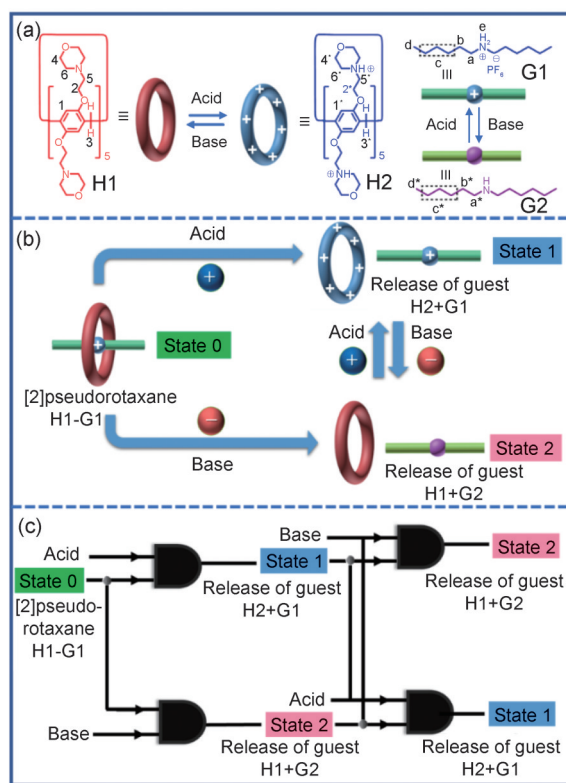 (a)
O
4
6
N
5
2
O
1
H
H
3
5
O
N
O
H1
≡
Acid
Base
+ + + + + +
≡
O
4'
NH
⊕
6'
5'
2'
O
1'
H
H
3'
5
O
NH
⊕
O
H2
e
H2
N
⊕
d
b
c
a
⊖
PF6
G1
III
+
Acid
Base
III
d*
b*
H
N
c*
a*
G2
(b)
Acid
+
State 1
Release of guest
H2+G1
Acid
Base
+
−
State 0
[2]pseudorotaxane
H1-G1
−
Base
State 2
Release of guest
H1+G2
(c)
Acid
State 0
[2]pseudo-
rotaxane
H1-G1
Base
State 1
Release of guest
H2+G1
Base
State 2
Release of guest
H1+G2
Acid
State 2
Release of guest
H1+G2
State 1
Release of guest
H2+G1